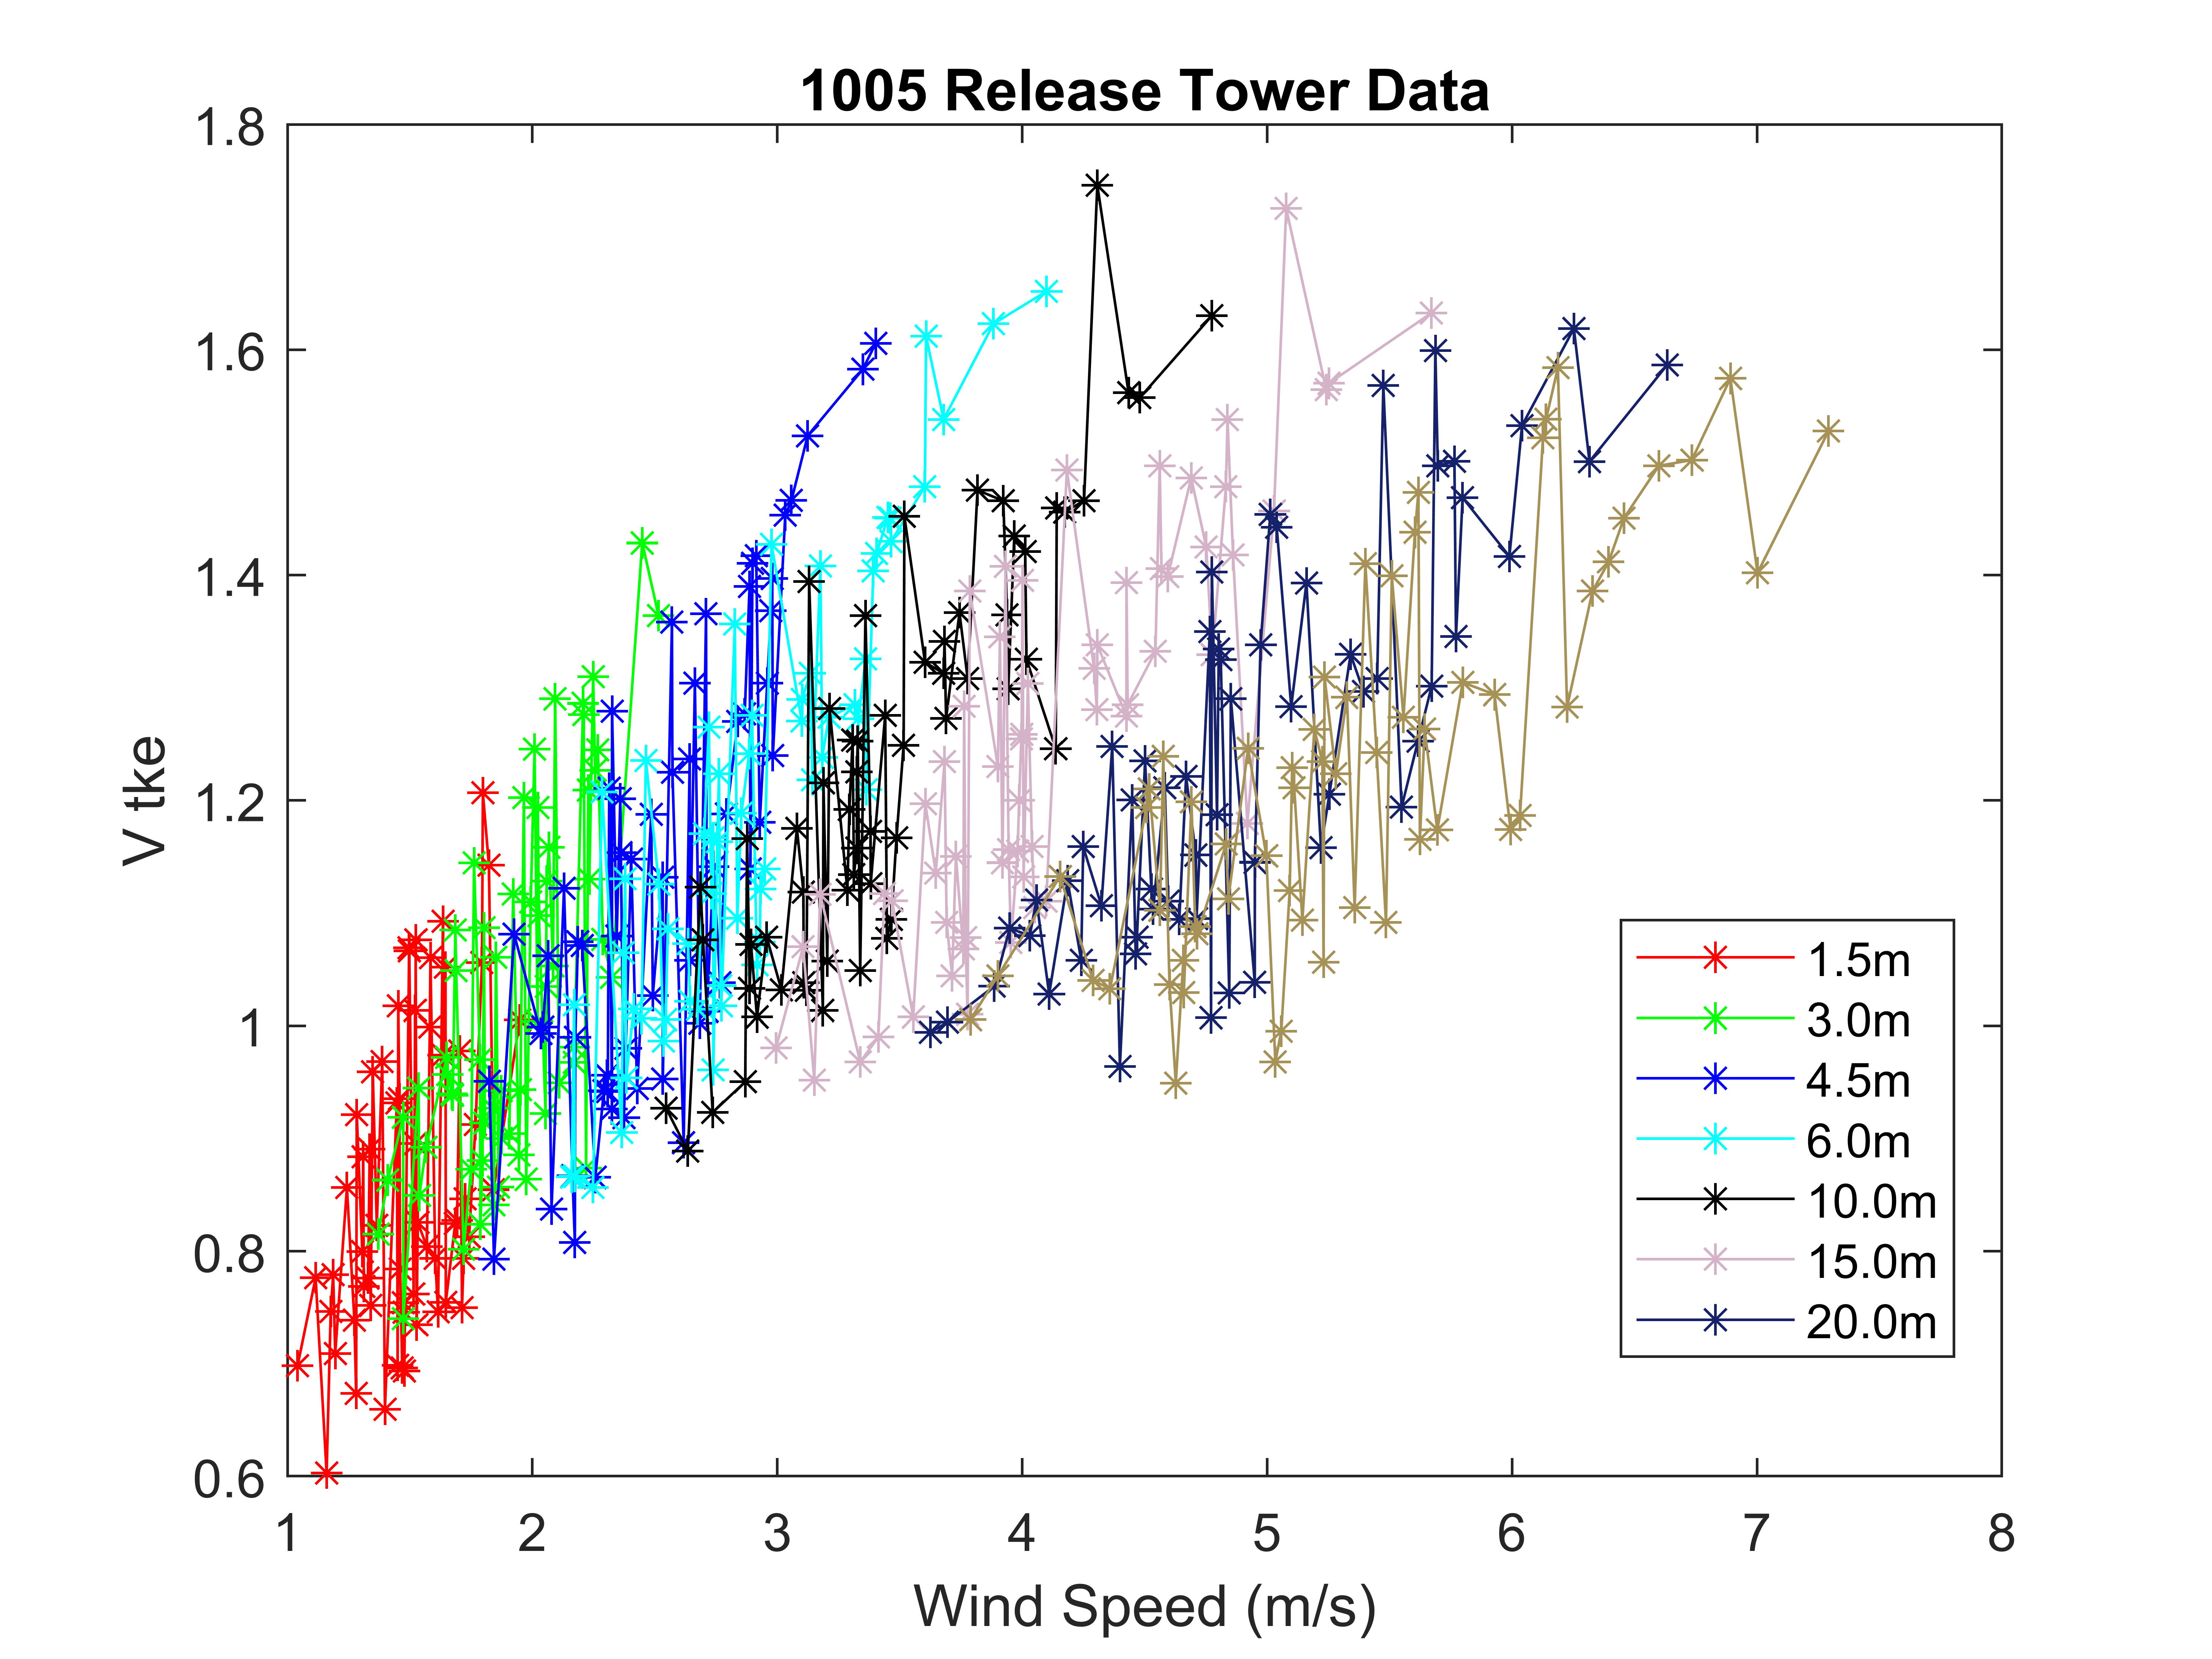 1005 Release Tower Data
1.8
1.6
1.4
1.2
1
0.8
0.6
V tke
1 2 3 4 5 6 7 8
Wind Speed (m/s)
1.5m
3.0m
4.5m
6.0m
10.0m
15.0m
20.0m